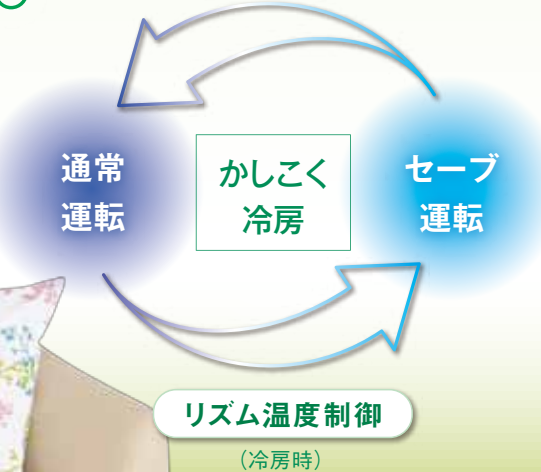 通常
運転
かしこく
冷房
セーブ
運転
リズム温度制御
(冷房時)